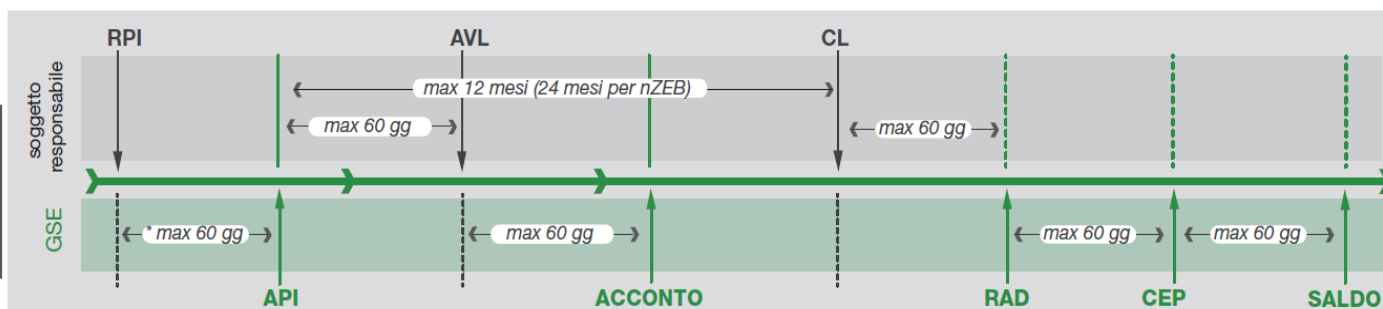 RPI AVL CL
soggetto
responsabile
max 12 mesi (24 mesi per nZEB)
max 60 gg
max 60 gg
GSE
* max 60 gg
max 60 gg
max 60 gg
max 60 gg
API ACCONTO RAD CEP SALDO